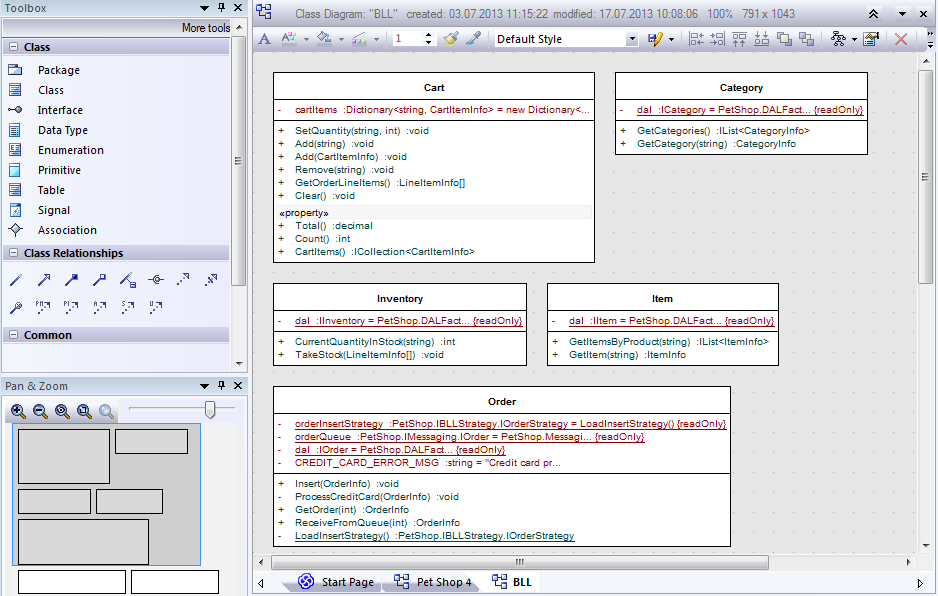 Toolbox
More tools
Class
Package
Class
Interface
Data Type
Enumeration
Primitive
Table
Signal
Association
Class Relationships
Common
Pan & Zoom
Class Diagram: "BLL" created: 03.07.2013 11:15:22 modified: 17.07.2013 10:08:06 100% 791 x 1043
1
Default Style
Cart
- cartItems :Dictionary<string, CartItemInfo> = new Dictionary<...
+ SetQuantity(string, int) :void
+ Add(string) :void
+ Add(CartItemInfo) :void
+ Remove(string) :void
+ GetOrderLineItems() :LineItemInfo[]
+ Clear() :void
«property»
+ Total() :decimal
+ Count() :int
+ CartItems() :ICollection<CartItemInfo>
Category
- dal :ICategory = PetShop.DALFact... {readOnly}
+ GetCategories() :IList<CategoryInfo>
+ GetCategory(string) :CategoryInfo
Inventory
- dal :IInventory = PetShop.DALFact... {readOnly}
+ CurrentQuantityInStock(string) :int
+ TakeStock(LineItemInfo[]) :void
Item
- dal :IItem = PetShop.DALFact... {readOnly}
+ GetItemsByProduct(string) :IList<ItemInfo>
+ GetItem(string) :ItemInfo
Order
- orderInsertStrategy :PetShop.IBLLStrategy.IOrderStrategy = LoadInsertStrategy() {readOnly}
- orderQueue :PetShop.IMessaging.IOrder = PetShop.Messagi... {readOnly}
- dal :IOrder = PetShop.DALFact... {readOnly}
- CREDIT_CARD_ERROR_MSG :string = "Credit card pr...
+ Insert(OrderInfo) :void
- ProcessCreditCard(OrderInfo) :void
+ GetOrder(int) :OrderInfo
+ ReceiveFromQueue(int) :OrderInfo
- LoadInsertStrategy() :PetShop.IBLLStrategy.IOrderStrategy
Start Page
Pet Shop 4
BLL